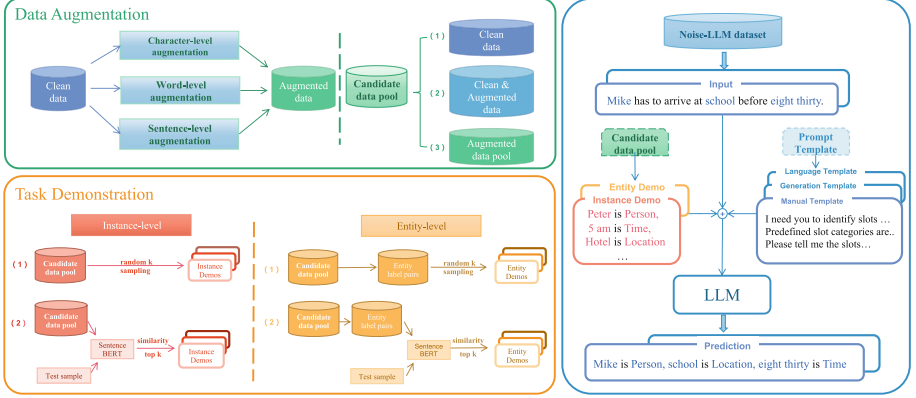 Data Augmentation
Clean
data
Character-level
augmentation
Word-level
augmentation
Sentence-level
augmentation
Augmented
data
Candidate
data pool
(1)
Clean
data
(2)
Clean &
Augmented
data
(3)
Augmented
data pool
Task Demonstration
Instance-level
(1)
Candidate
data pool
random k
sampling
Instance
Demos
(2)
Candidate
data pool
Sentence
BERT
Test sample
similarity
top k
Instance
Demos
Entity-level
(1)
Candidate
data pool
Entity
label pairs
random k
sampling
Entity
Demos
(2)
Candidate
data pool
Entity
label pairs
Sentence
BERT
Test sample
similarity
top k
Entity
Demos
Noise-LLM dataset
Input
Mike has to arrive at school before eight thirty.
Candidate
data pool
Prompt
Template
Entity Demo
Instance Demo
Peter is Person,
5 am is Time,
Hotel is Location
...
Language Template
Generation Template
Manual Template
I need you to identify slots ...
Predefined slot categories are..
Please tell me the slots...
LLM
Prediction
Mike is Person, school is Location, eight thirty is Time